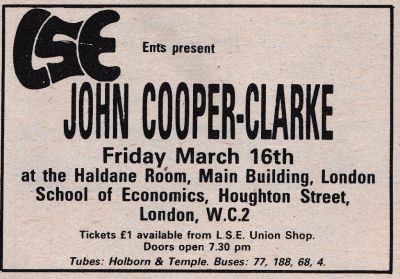 LSE
Ents present
JOHN COOPER-CLARKE
Friday March 16th
at the Haldane Room, Main Building, London
School of Economics, Houghton Street,
London, W.C.2
Tickets £1 available from L.S.E. Union Shop.
Doors open 7.30 pm
Tubes: Holborn & Temple. Buses: 77, 188, 68, 4.